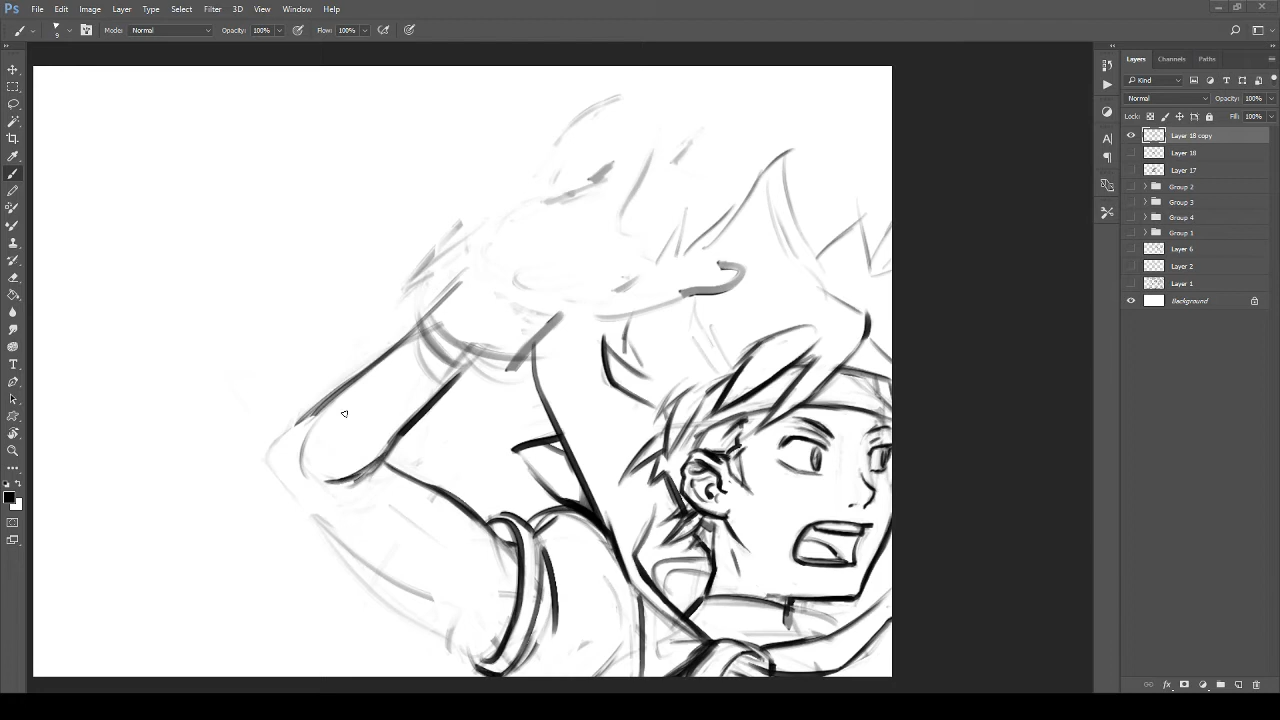 Ps File Edit Image Layer Type Select Filter 3D View Window Help
9 Mode: Normal Opacity: 100% Flow: 100%
Layers Channels Paths
Kind
Normal Opacity: 100%
Lock: Fill: 100%
Layer 18 copy
Layer 18
Layer 17
Group 2
Group 3
Group 4
Group 1
Layer 6
Layer 2
Layer 1
Background